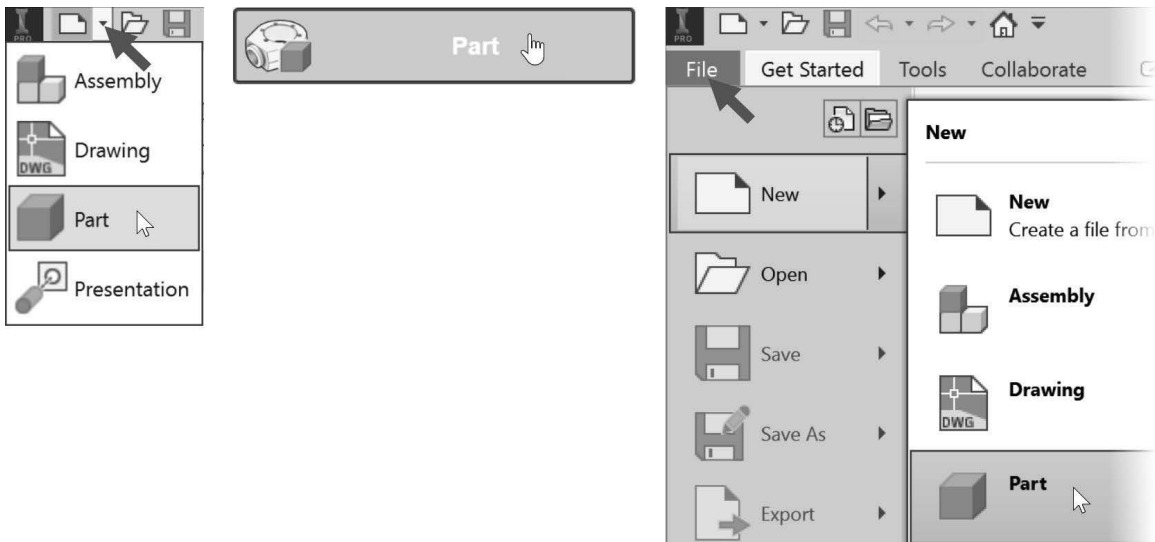 PRO
Assembly
Drawing
DWG
Part
Presentation
Part
PRO
File Get Started Tools Collaborate
New
New
New
Create a file from
Open
Assembly
Save
Drawing
DWG
Save As
Part
Export